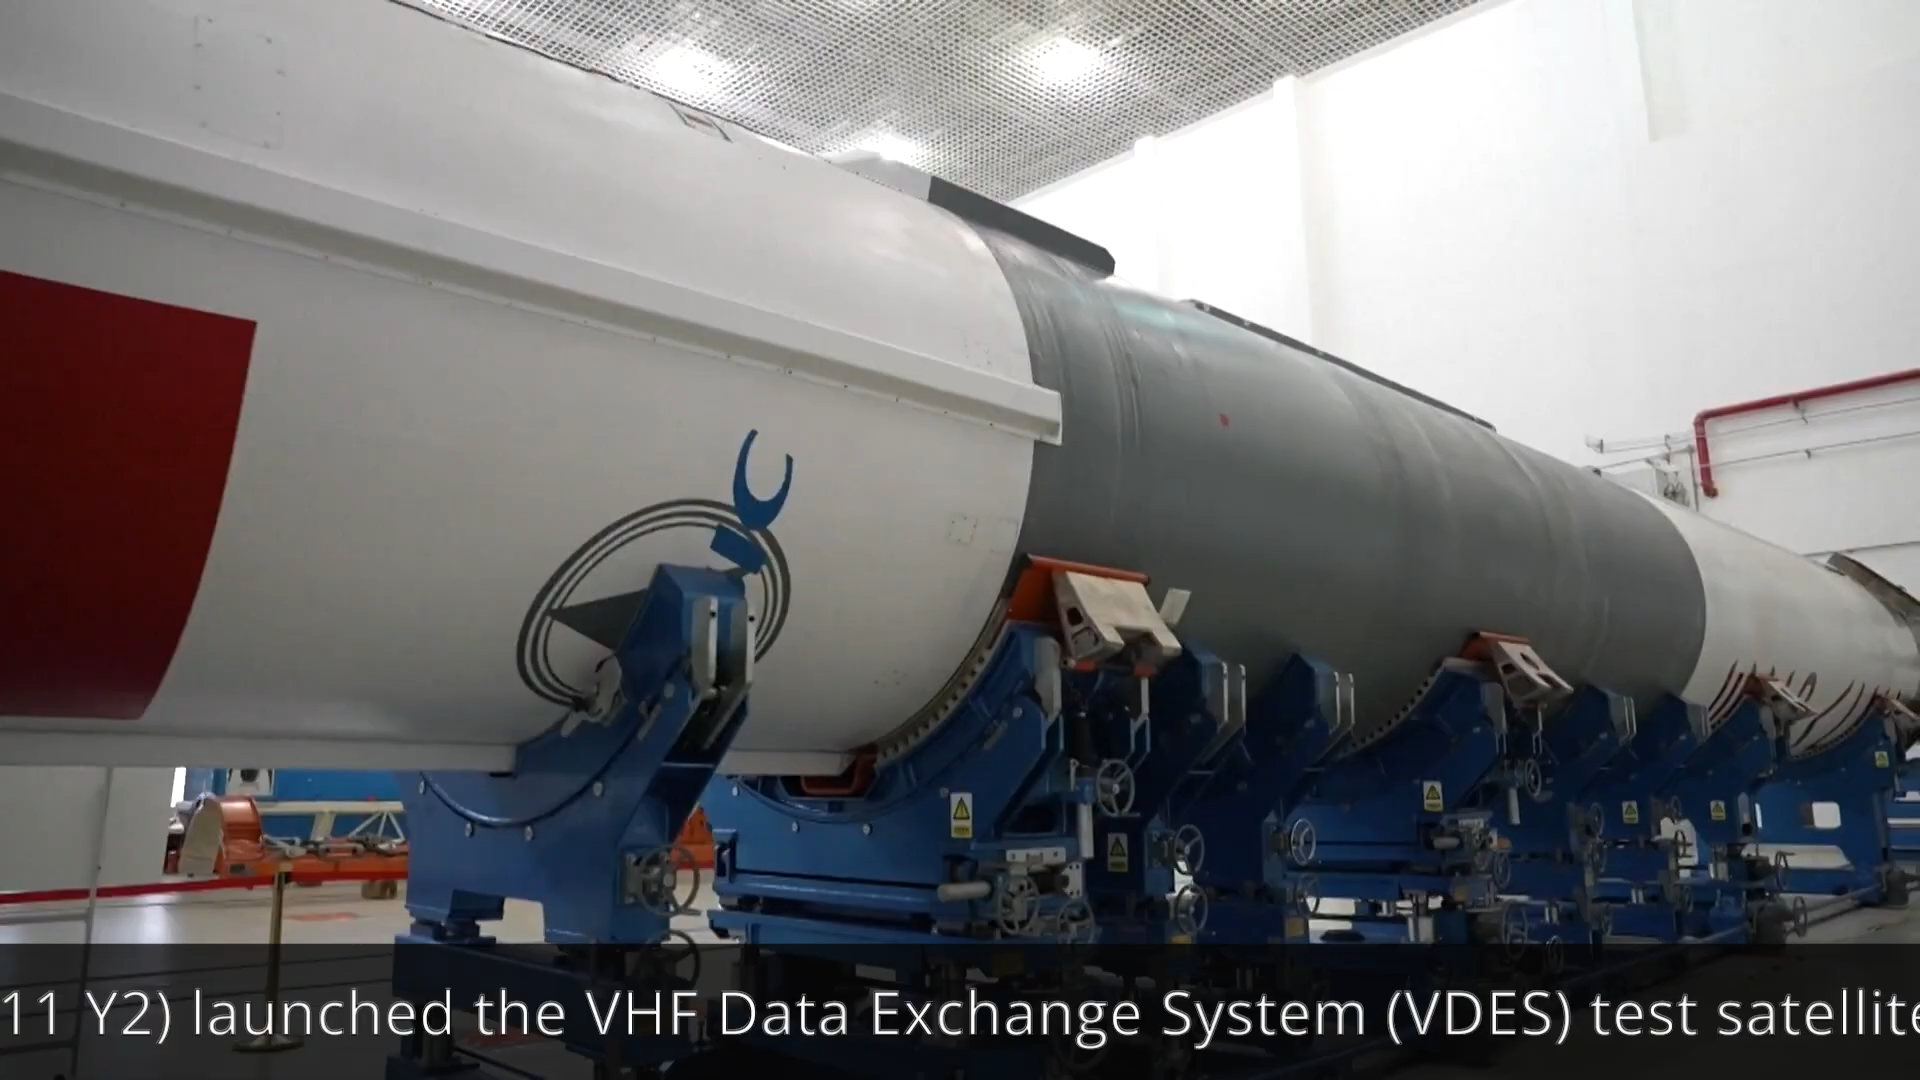 11 Y2) launched the VHF Data Exchange System (VDES) test satellite